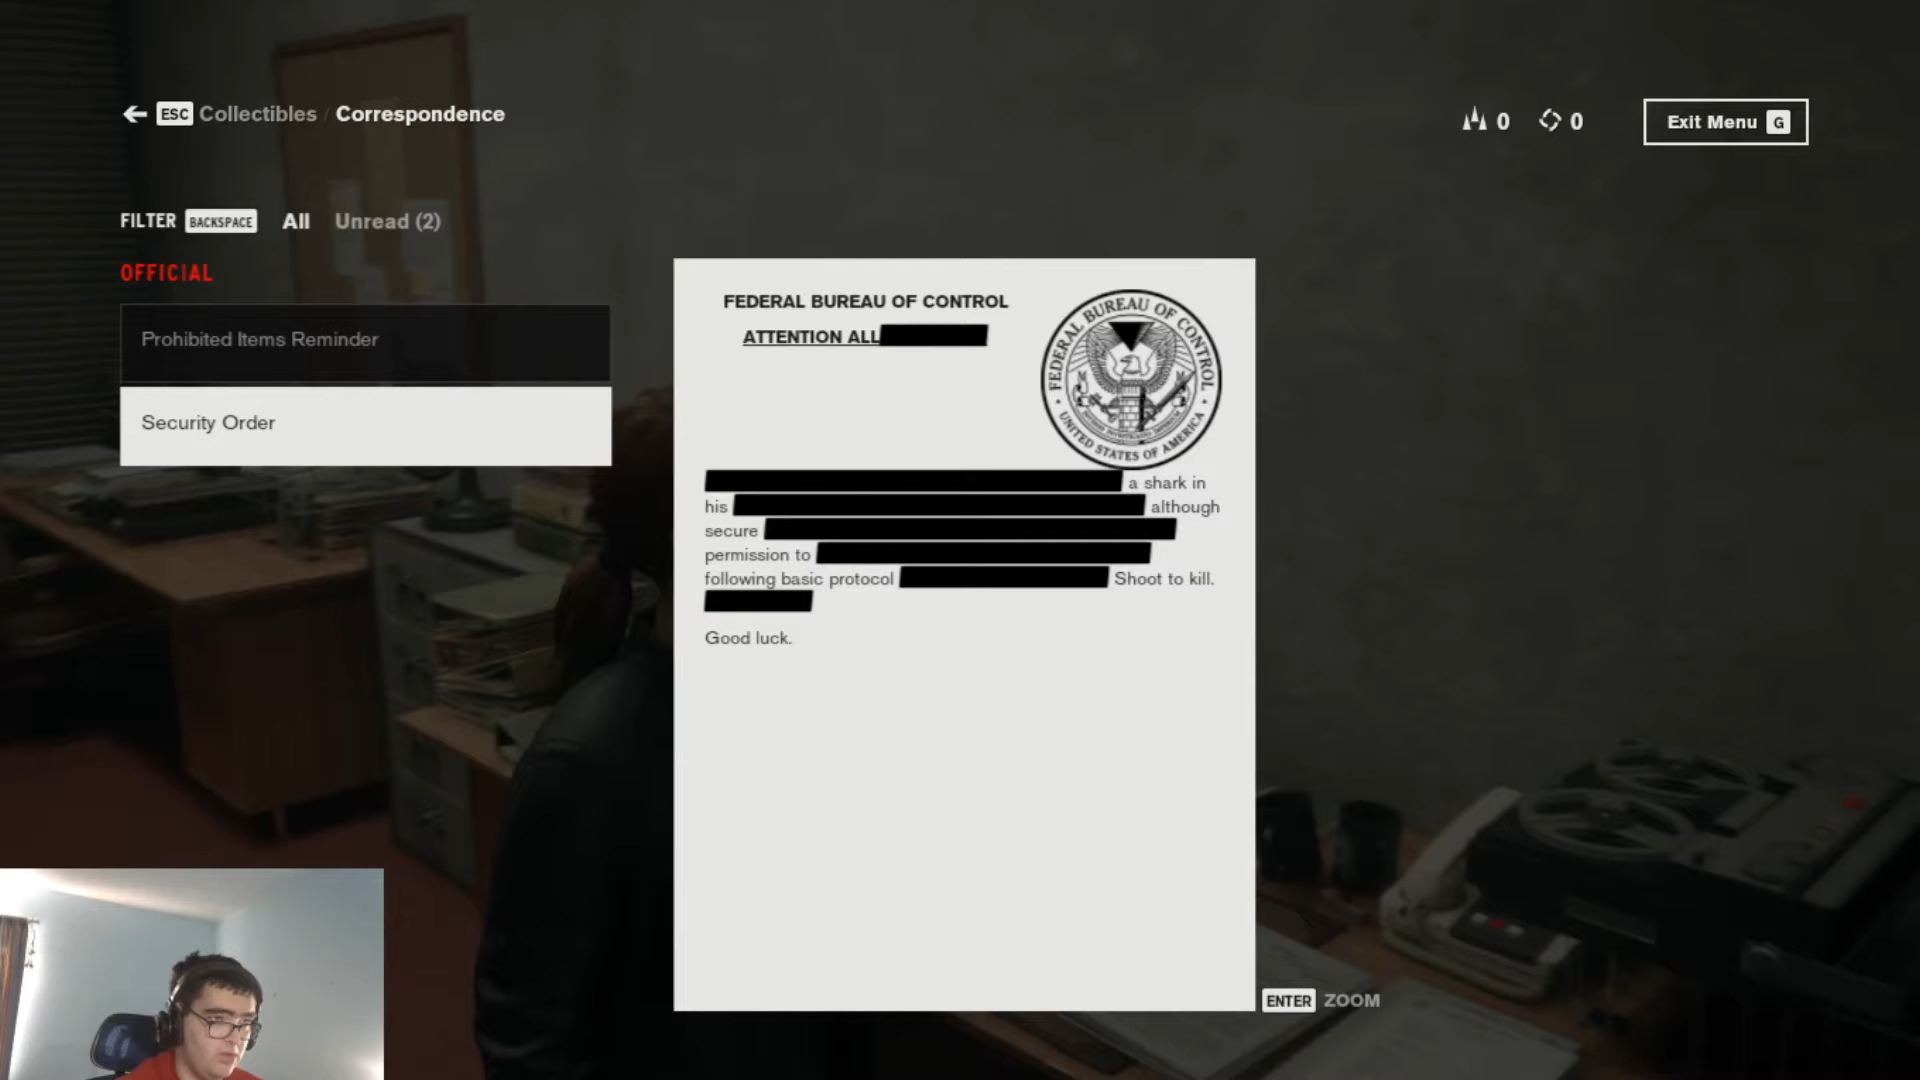 ESC Collectibles / Correspondence
0 0
Exit Menu G
FILTER BACKSPACE All Unread (2)
OFFICIAL
Prohibited Items Reminder
Security Order
FEDERAL BUREAU OF CONTROL
ATTENTION ALL
FEDERAL BUREAU OF CONTROL
UNITED STATES OF AMERICA
a shark in
his although
secure
permission to
following basic protocol Shoot to kill.
Good luck.
ENTER ZOOM